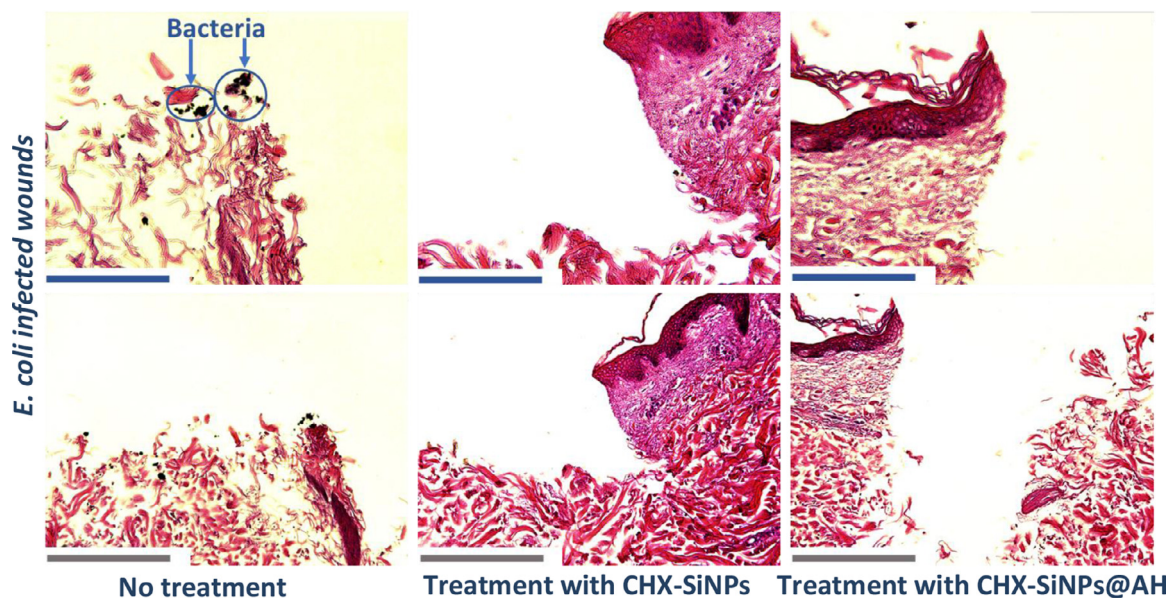 Bacteria
E. coli infected wounds
No treatment
Treatment with CHX-SiNPs
Treatment with CHX-SiNPs@AH